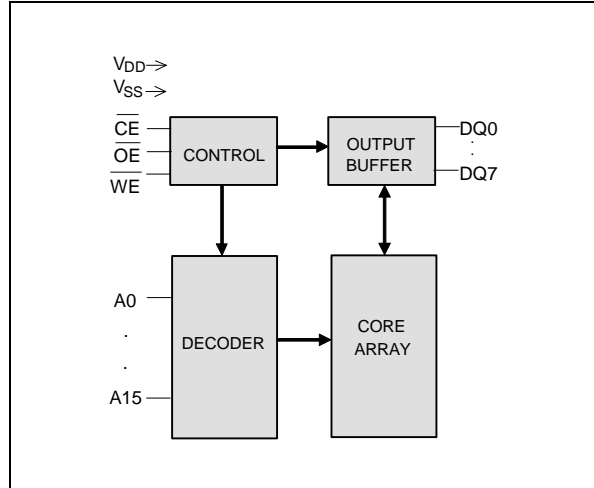 VDD
VSS
CE
OE
WE
CONTROL
OUTPUT
BUFFER
DQ0
.
.
DQ7
A0
.
.
A15
DECODER
CORE
ARRAY